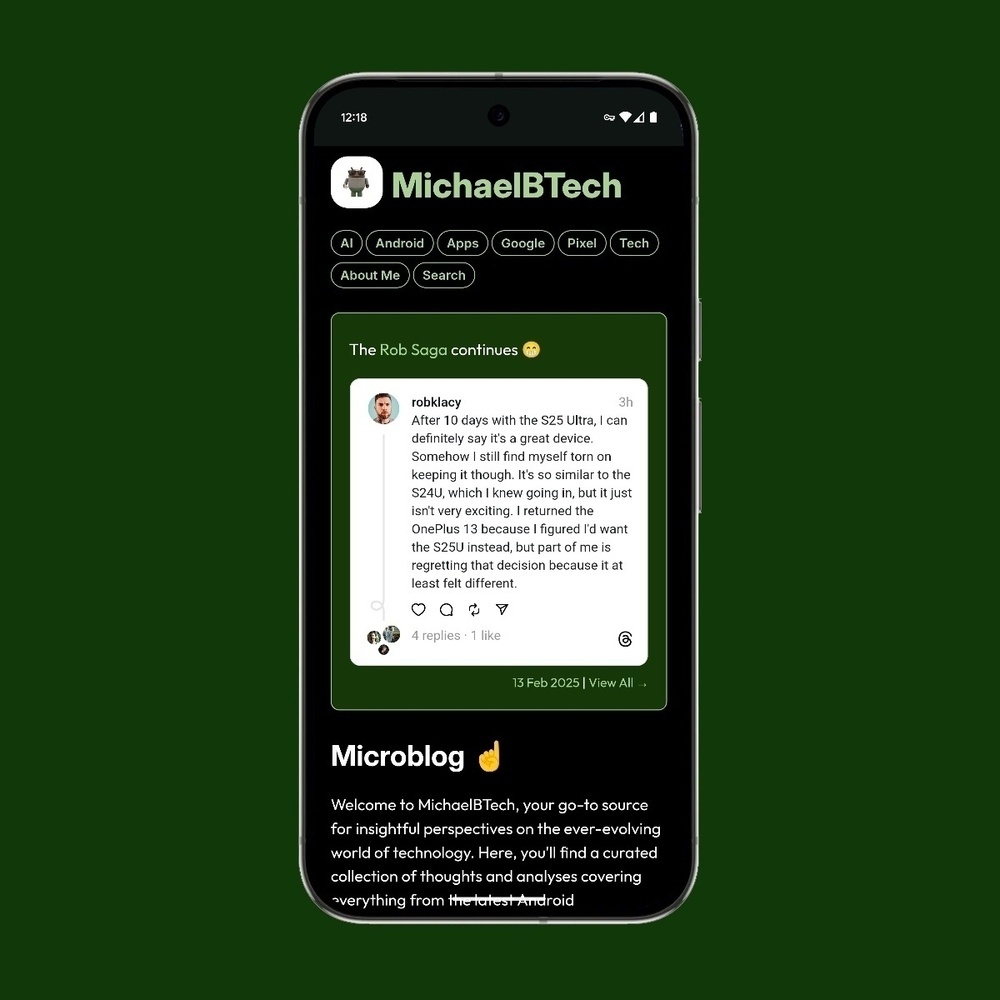 12:18
MichaelBTech
AI Android Apps Google Pixel Tech
About Me Search
The Rob Saga continues 😁
robklacy 3h
After 10 days with the S25 Ultra, I can
definitely say it's a great device.
Somehow I still find myself torn on
keeping it though. It's so similar to the
S24U, which I knew going in, but it just
isn't very exciting. I returned the
OnePlus 13 because I figured I'd want
the S25U instead, but part of me is
regretting that decision because it at
least felt different.
4 replies · 1 like
13 Feb 2025 | View All →
Microblog ☝️
Welcome to MichaelBTech, your go-to source
for insightful perspectives on the ever-evolving
world of technology. Here, you'll find a curated
collection of thoughts and analyses covering
everything from the latest Android